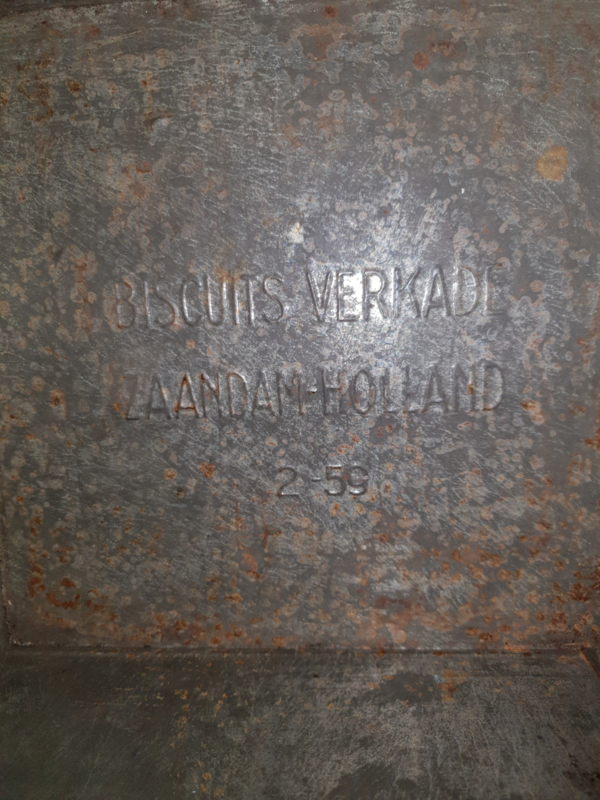 BISCUITS VERKADE
ZAANDAM-HOLLAND
2-59